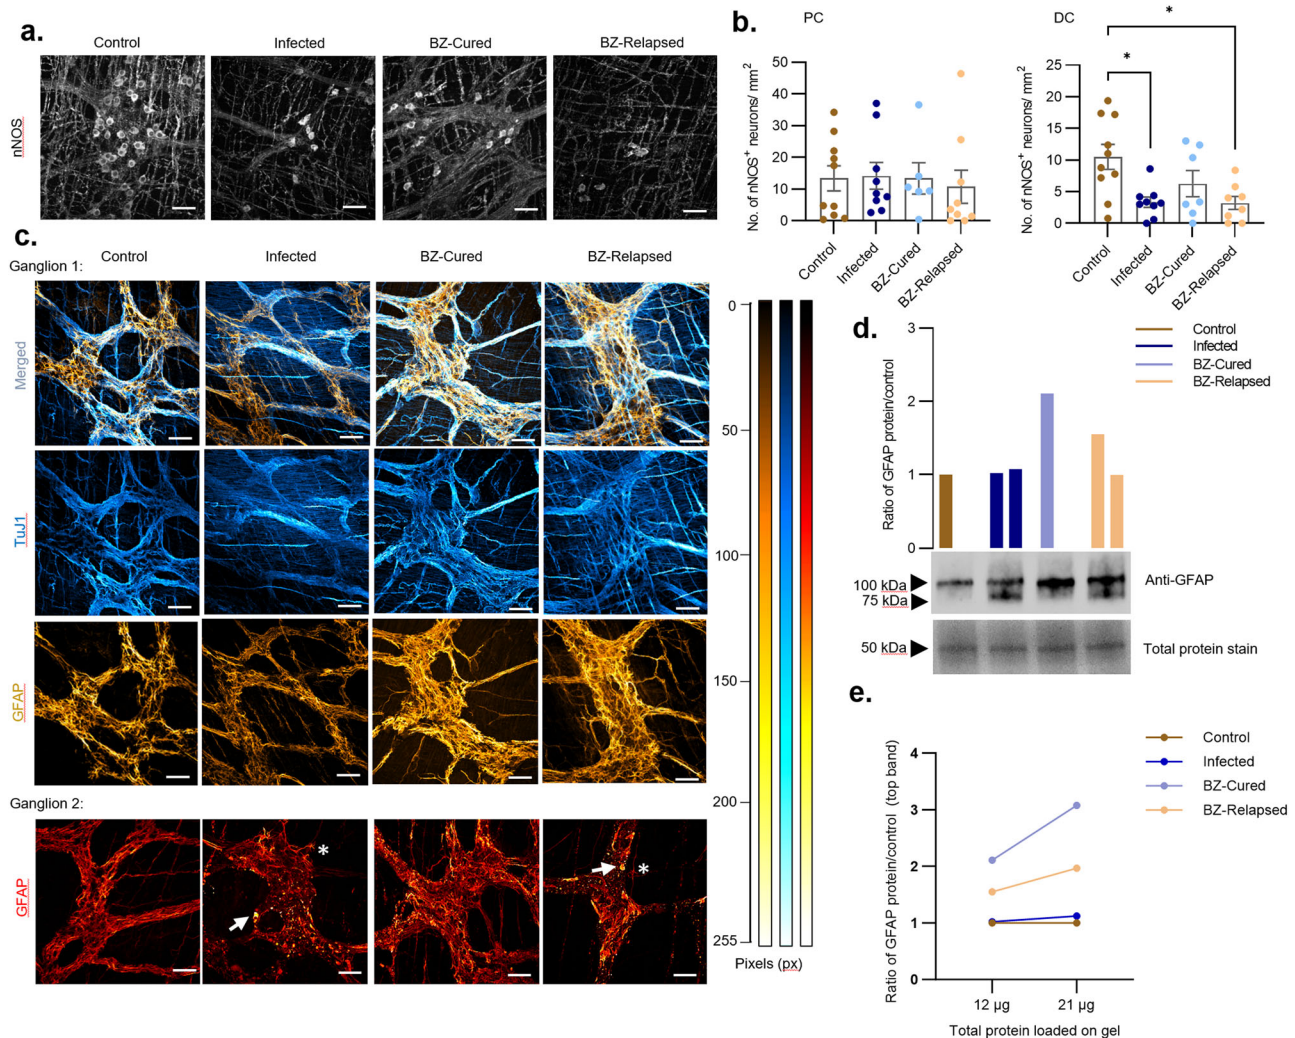 a.
Control
Infected
BZ-Cured
BZ-Relapsed
nNOS
b.
PC
No. of nNOS+ neurons/ mm2
50
40
30
20
10
0
Control
Infected
BZ-Cured
BZ-Relapsed
DC
No. of nNOS+ neurons/ mm2
25
20
15
10
5
0
*
*
Control
Infected
BZ-Cured
BZ-Relapsed
c.
Ganglion 1:
Control
Infected
BZ-Cured
BZ-Relapsed
Merged
TuJ1
GFAP
Ganglion 2:
GFAP
*
*
0
50
100
150
200
255
Pixels (px)
d.
Ratio of GFAP protein/control
3
2
1
0
Control
Infected
BZ-Cured
BZ-Relapsed
100 kDa
75 kDa
Anti-GFAP
50 kDa
Total protein stain
e.
Ratio of GFAP protein/control (top band)
4
3
2
1
0
12 µg
21 µg
Total protein loaded on gel
Control
Infected
BZ-Cured
BZ-Relapsed